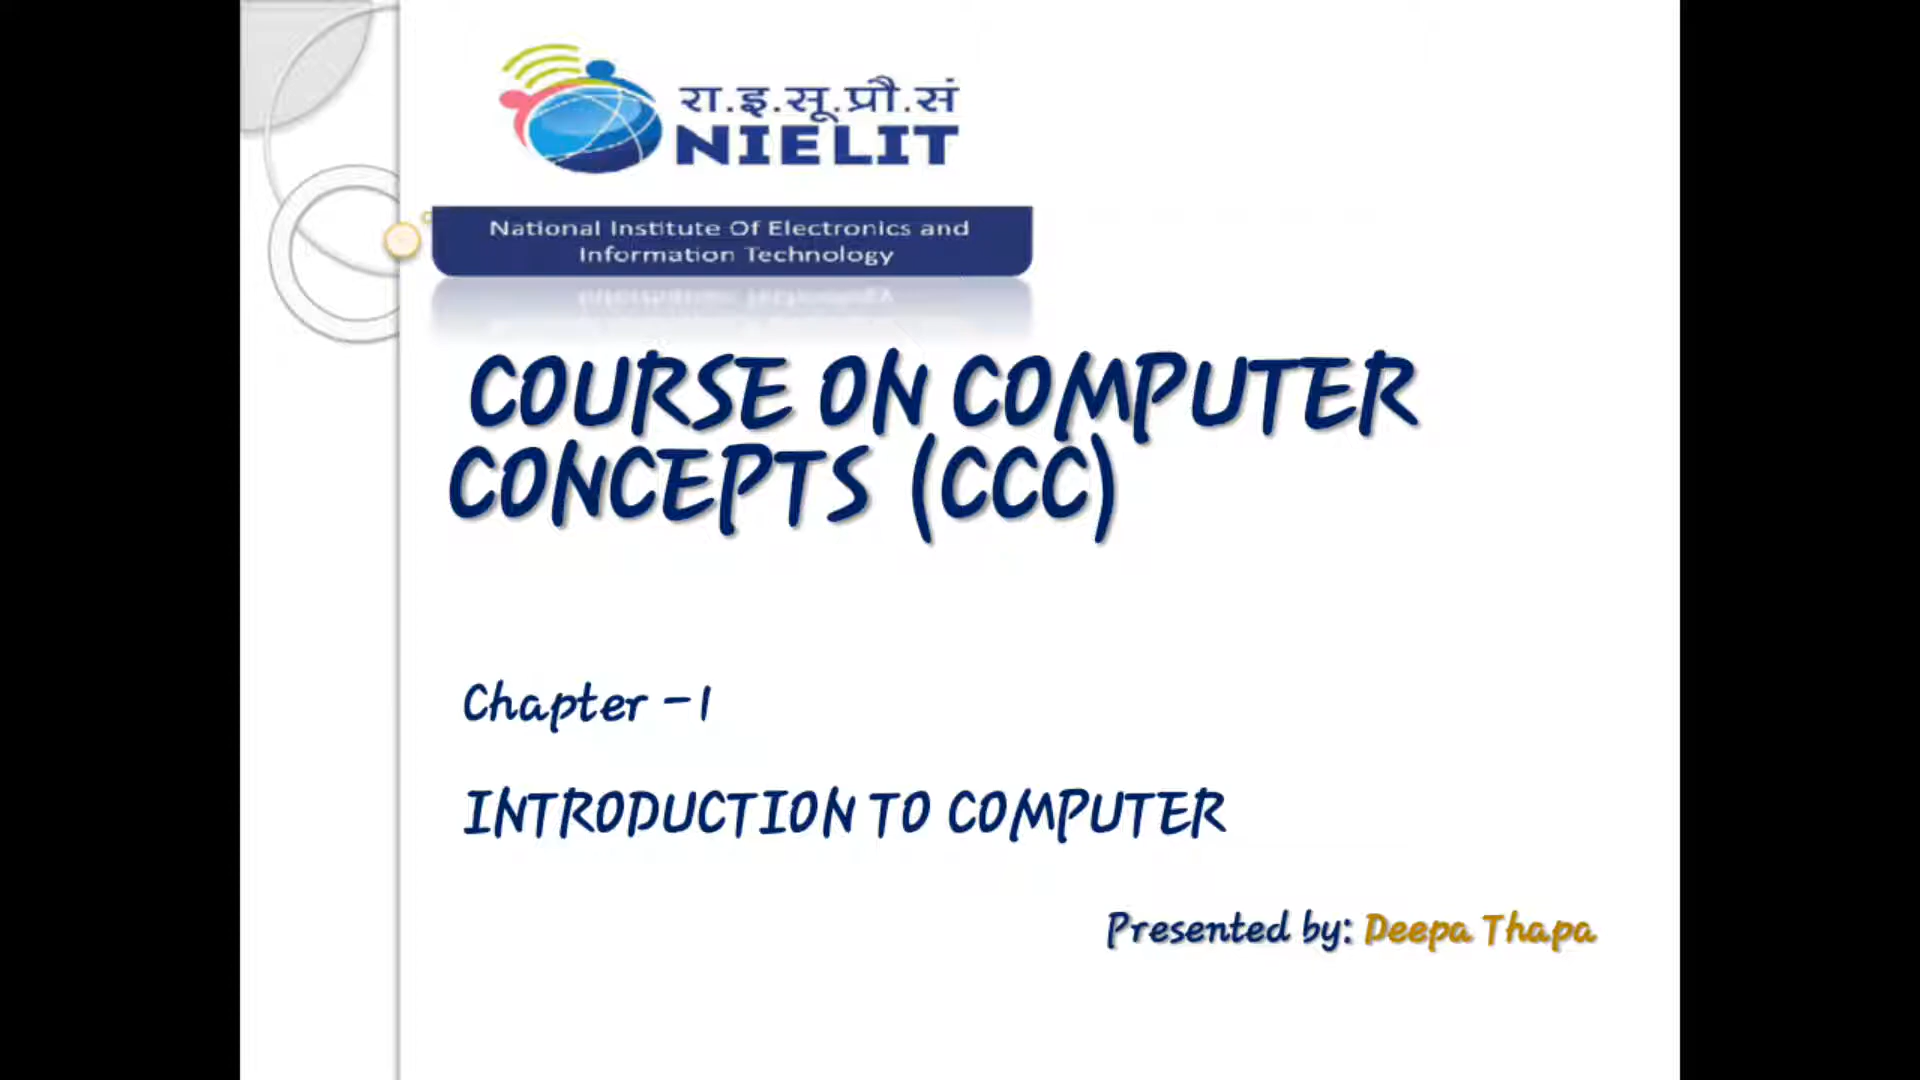 रा.इ.सू.प्रौ.सं
NIELIT
National Institute Of Electronics and
Information Technology
COURSE ON COMPUTER
CONCEPTS (CCC)
Chapter –1
INTRODUCTION TO COMPUTER
Presented by: Deepa Thapa